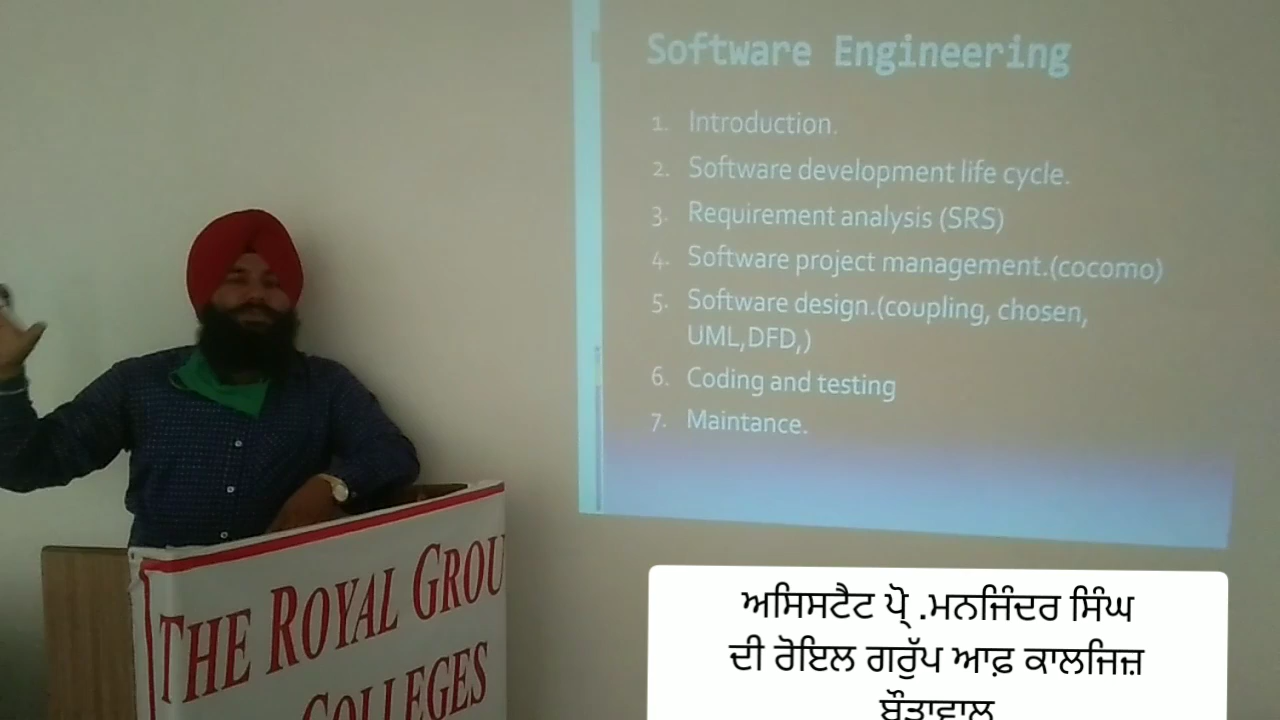 Software Engineering
1. Introduction.
2. Software development life cycle.
3. Requirement analysis (SRS)
4. Software project management.(cocomo)
5. Software design.(coupling, chosen,
UML,DFD,)
6. Coding and testing
7. Maintance.
THE ROYAL GROU
COLLEGES
ਅਸਿਸਟੈਟ ਪ੍ਰੋ .ਮਨਜਿੰਦਰ ਸਿੰਘ
ਦੀ ਰੋਇਲ ਗਰੁੱਪ ਆਫ਼ ਕਾਲਜਿਜ਼
ਬੌੜਾਵਾਲ